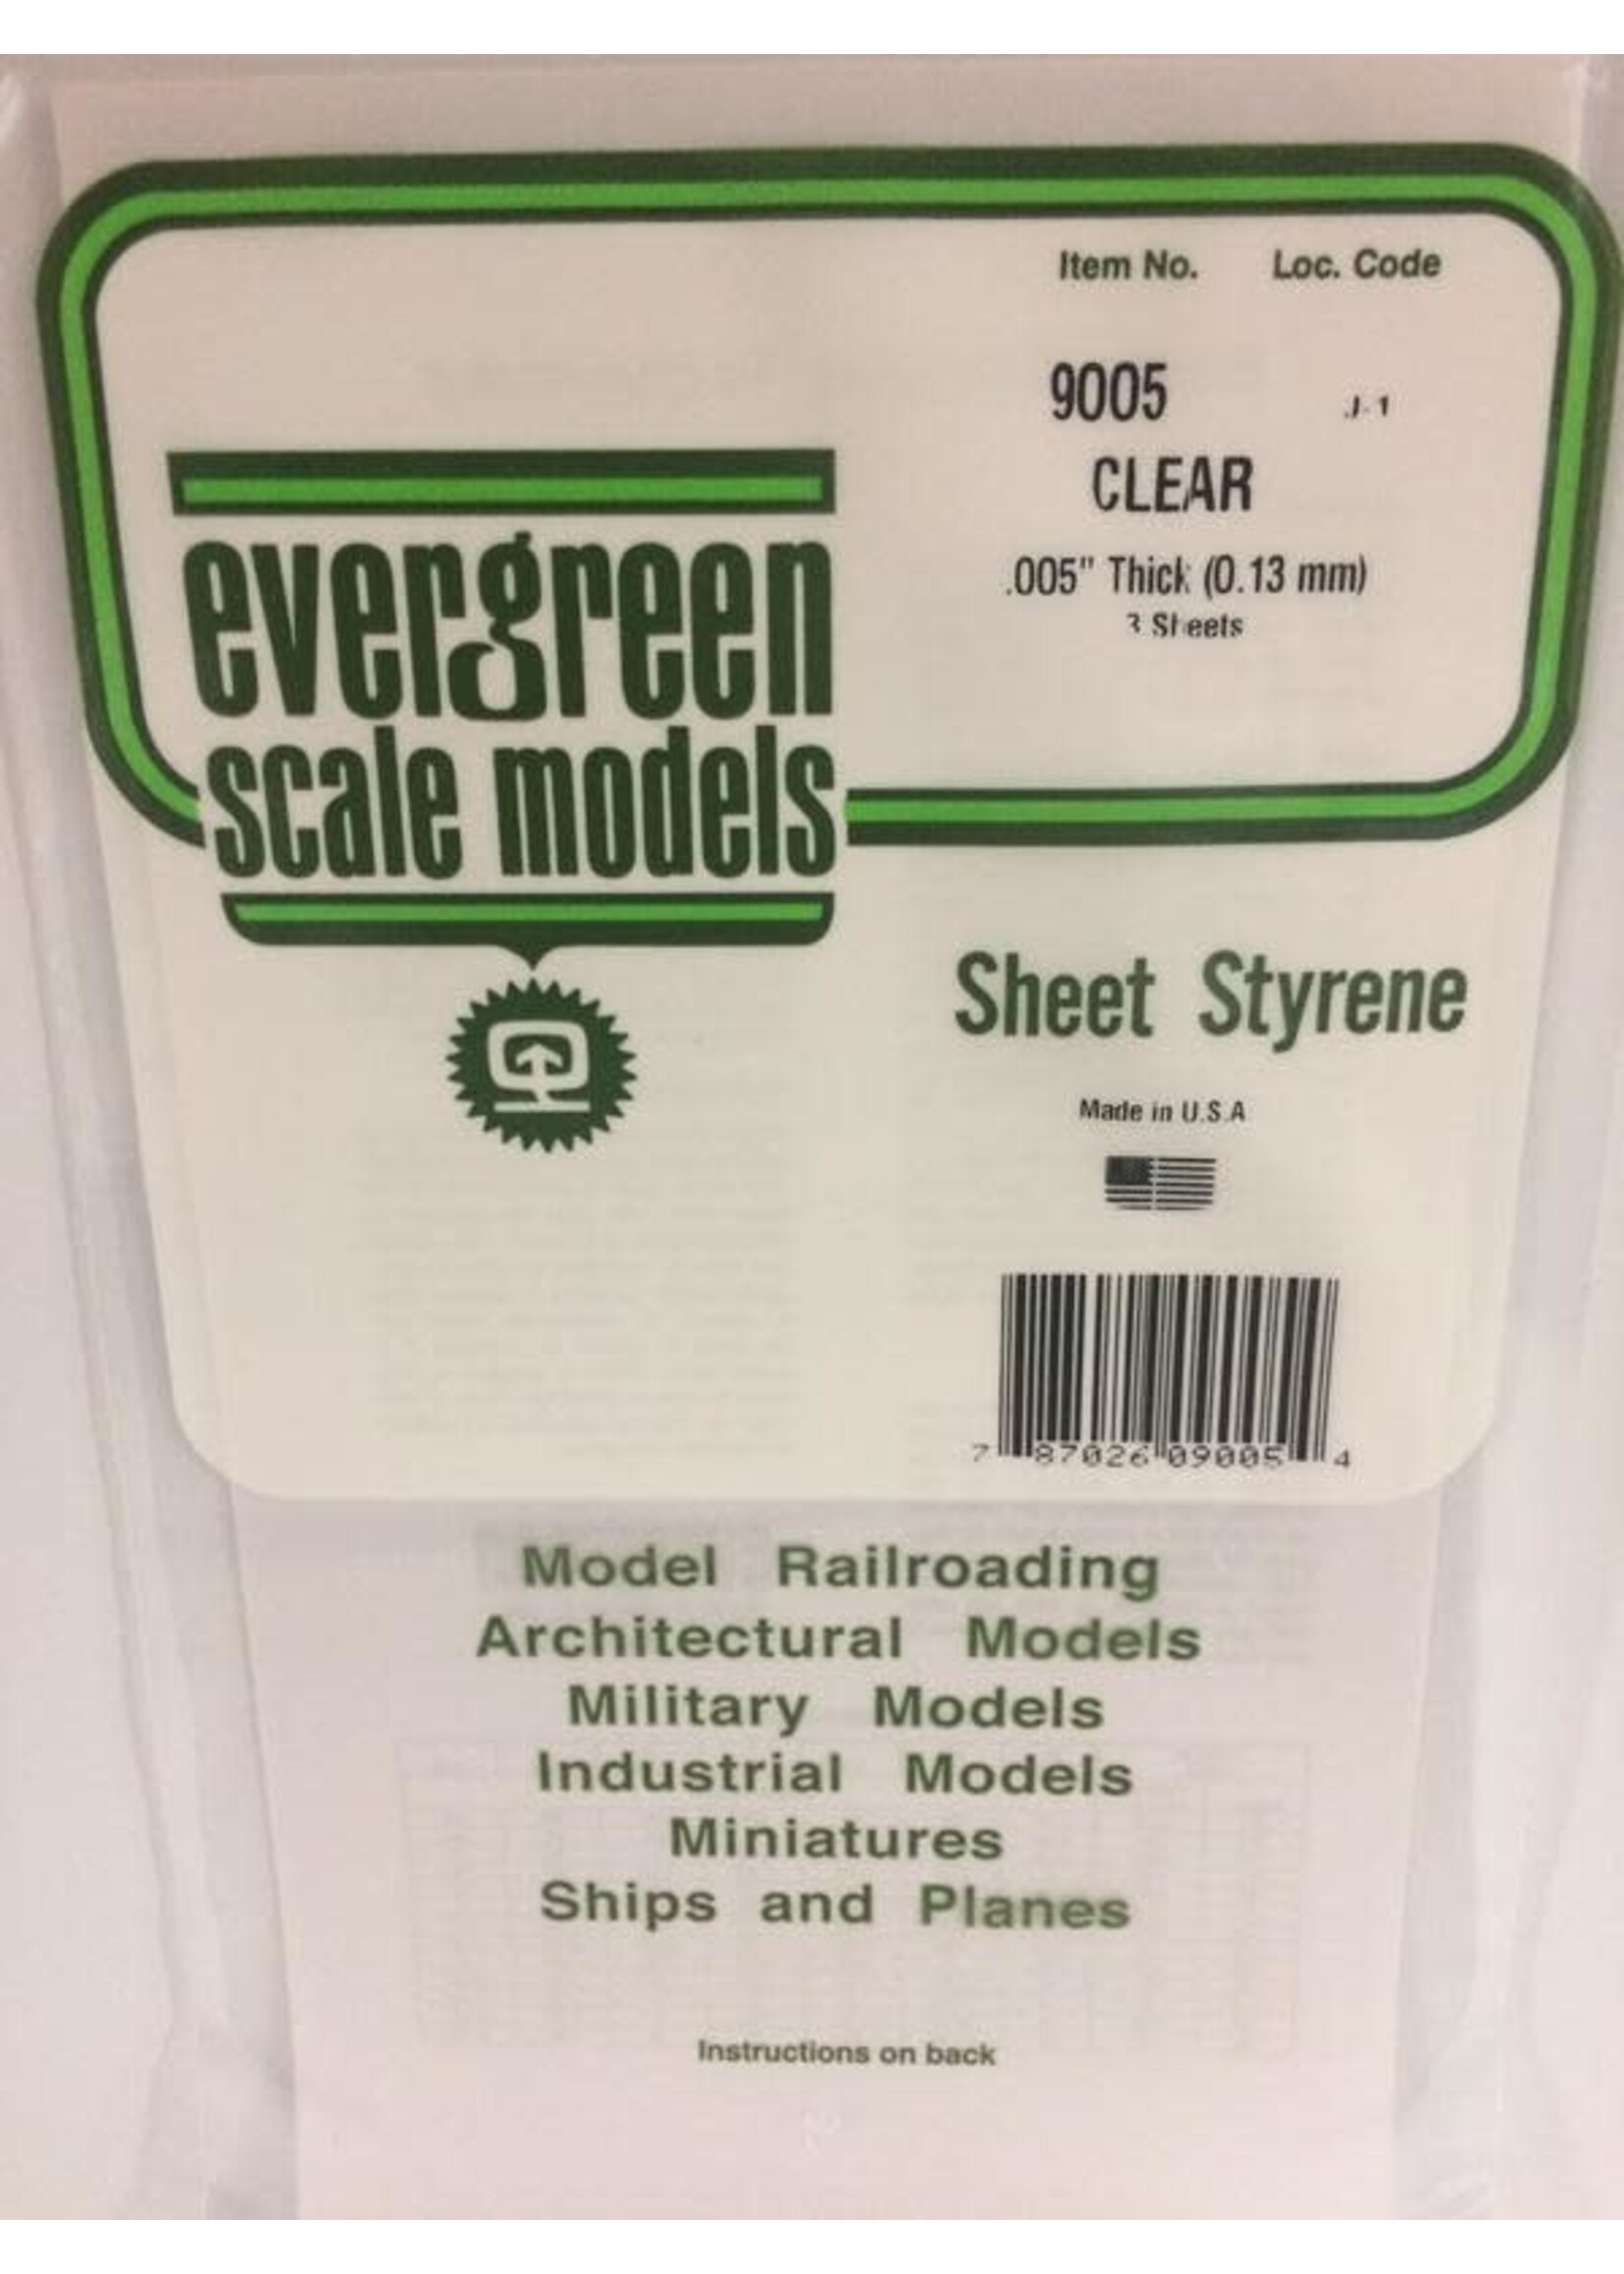 Item No. Loc. Code
9005 J-1
CLEAR
.005" Thick (0.13 mm)
3 Sheets
evergreen
scale models
Sheet Styrene
Made in U.S.A
7 87026 09005 4
Model Railroading
Architectural Models
Military Models
Industrial Models
Miniatures
Ships and Planes
Instructions on back